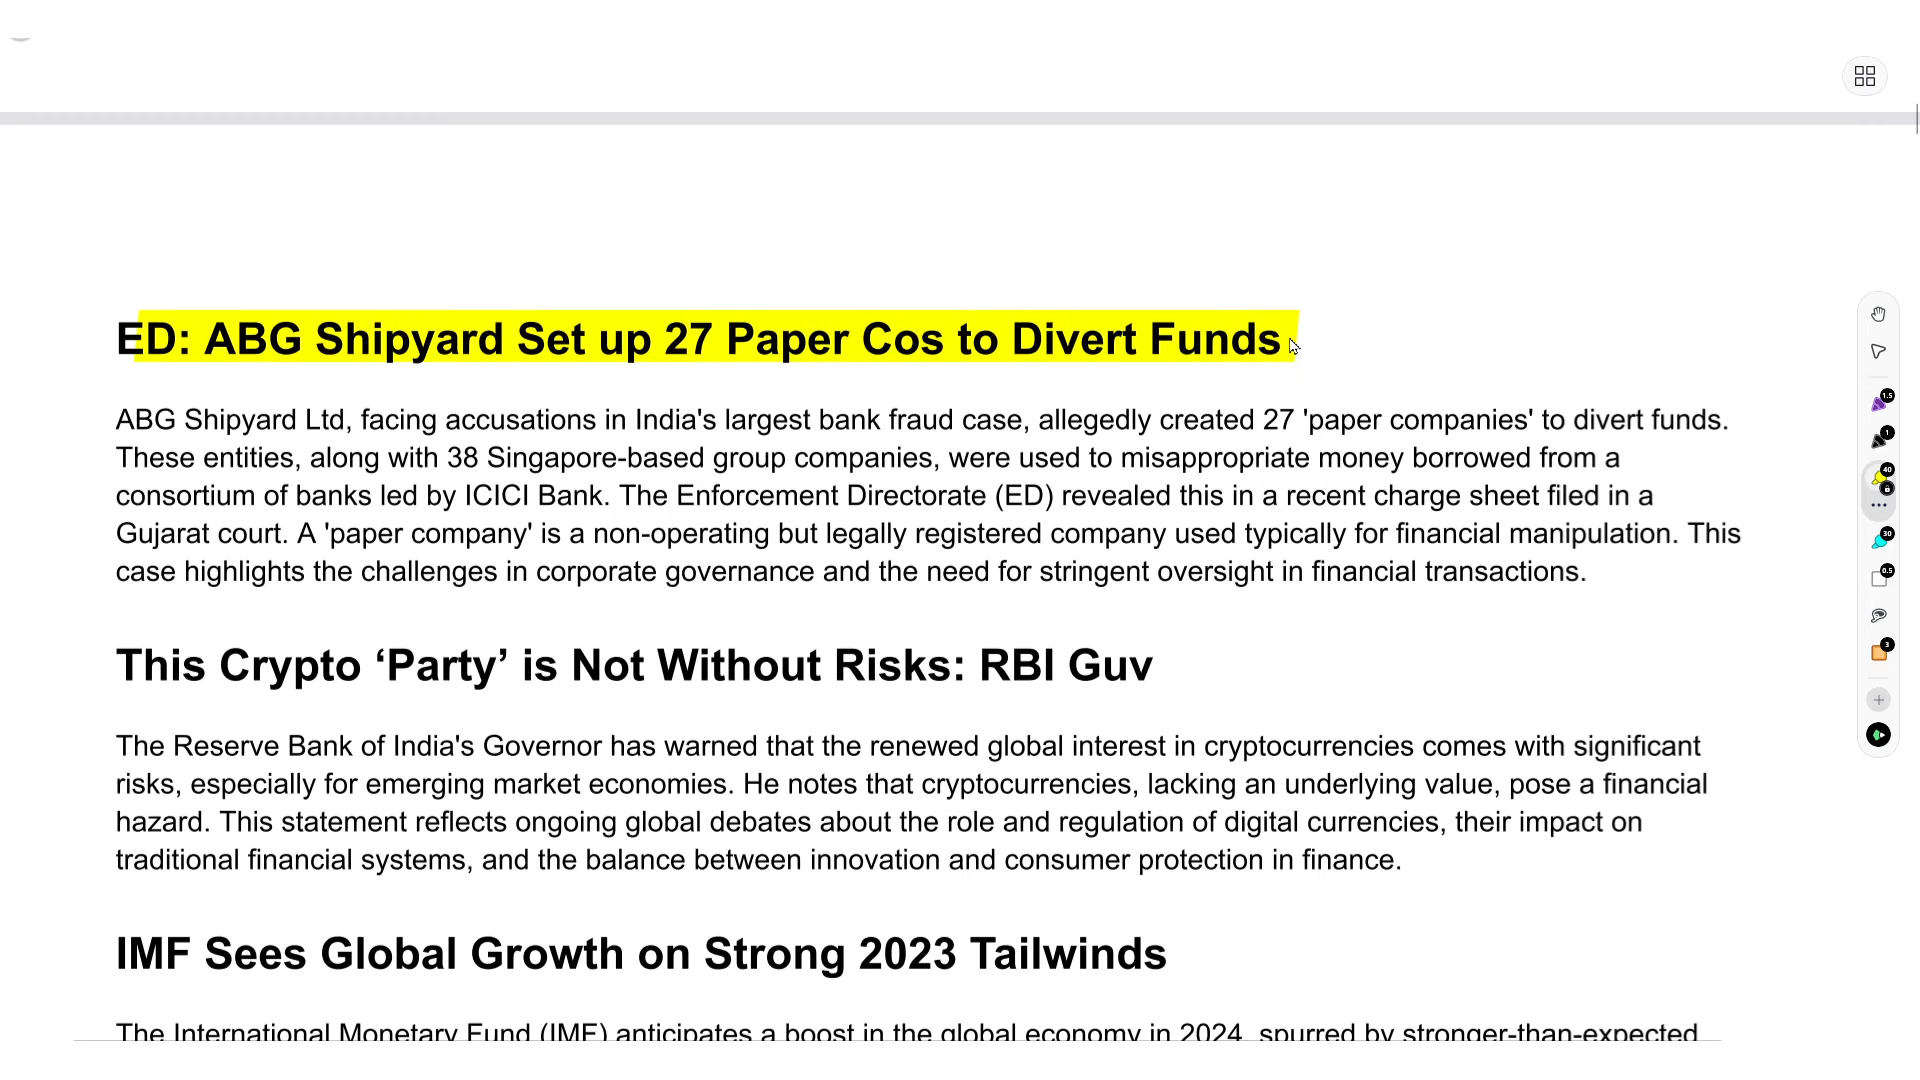 ED: ABG Shipyard Set up 27 Paper Cos to Divert Funds
ABG Shipyard Ltd, facing accusations in India's largest bank fraud case, allegedly created 27 'paper companies' to divert funds.
These entities, along with 38 Singapore-based group companies, were used to misappropriate money borrowed from a
consortium of banks led by ICICI Bank. The Enforcement Directorate (ED) revealed this in a recent charge sheet filed in a
Gujarat court. A 'paper company' is a non-operating but legally registered company used typically for financial manipulation. This
case highlights the challenges in corporate governance and the need for stringent oversight in financial transactions.
This Crypto ‘Party’ is Not Without Risks: RBI Guv
The Reserve Bank of India's Governor has warned that the renewed global interest in cryptocurrencies comes with significant
risks, especially for emerging market economies. He notes that cryptocurrencies, lacking an underlying value, pose a financial
hazard. This statement reflects ongoing global debates about the role and regulation of digital currencies, their impact on
traditional financial systems, and the balance between innovation and consumer protection in finance.
IMF Sees Global Growth on Strong 2023 Tailwinds
The International Monetary Fund (IMF) anticipates a boost in the global economy in 2024, spurred by stronger-than-expected
1.5
1
40
30
0.5
3